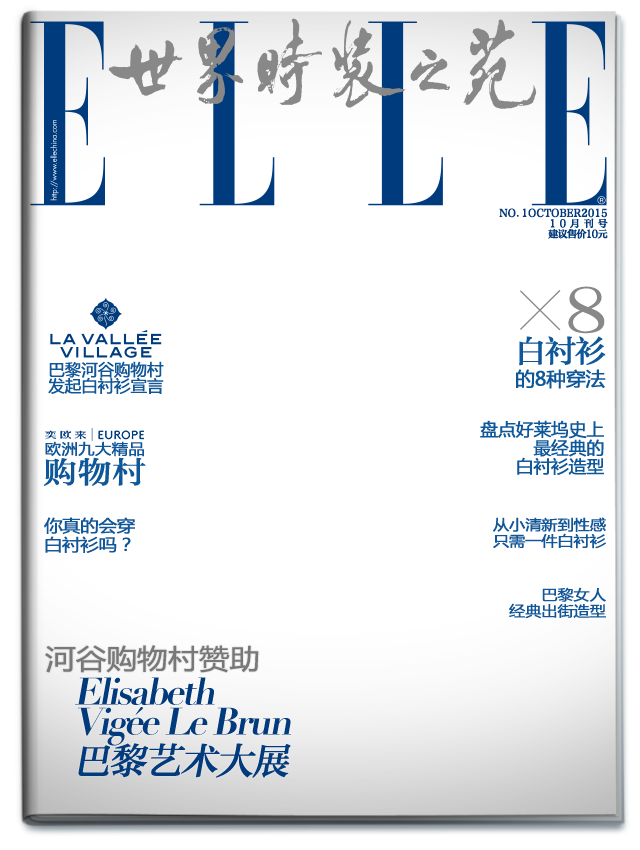 ELLE
世界時裝之苑
http://www.ellechina.com
®
NO. 1OCTOBER2015
10月刊号
建议售价10元
LA VALLÉE
VILLAGE
巴黎河谷购物村
发起白衬衫宣言
奕欧来|EUROPE
欧洲九大精品
购物村
你真的会穿
白衬衫吗？
×8
白衬衫
的8种穿法
盘点好莱坞史上
最经典的
白衬衫造型
从小清新到性感
只需一件白衬衫
巴黎女人
经典出街造型
河谷购物村赞助
Elisabeth
Vigée Le Brun
巴黎艺术大展